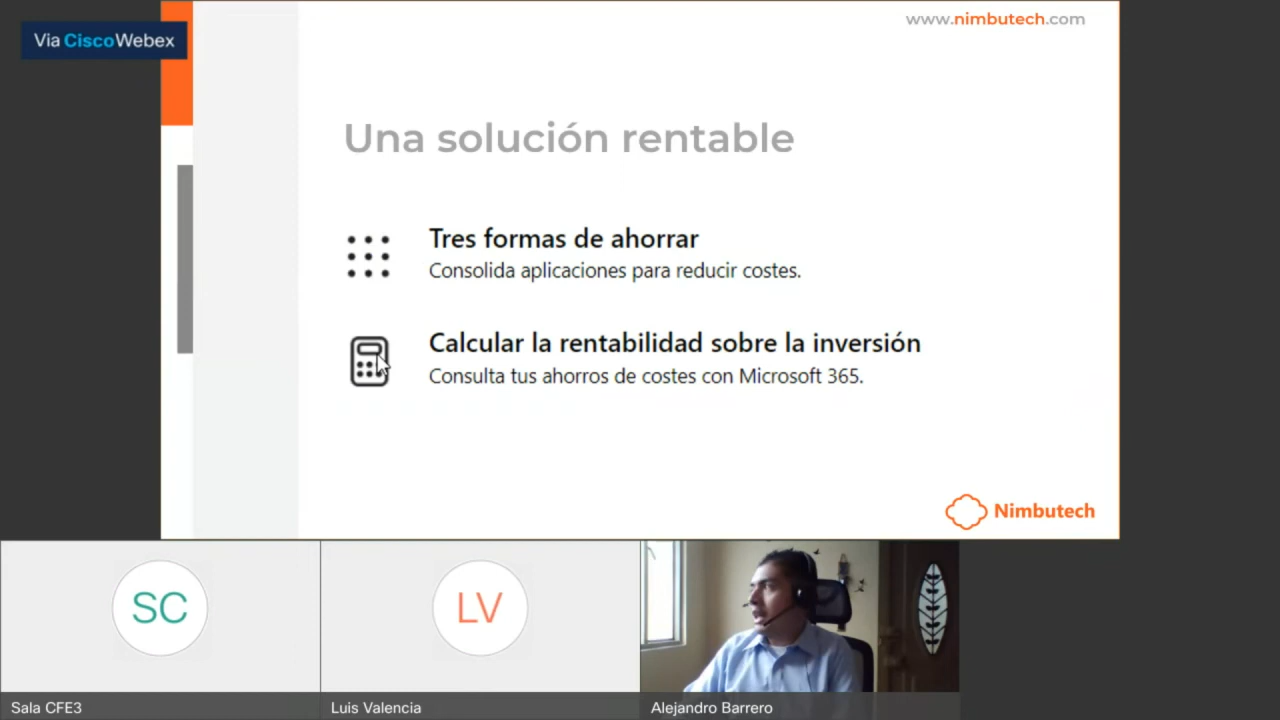 Via CiscoWebex
www.nimbutech.com
Una solución rentable
Tres formas de ahorrar
Consolida aplicaciones para reducir costes.
Calcular la rentabilidad sobre la inversión
Consulta tus ahorros de costes con Microsoft 365.
Nimbutech
SC
LV
Sala CFE3
Luis Valencia
Alejandro Barrero